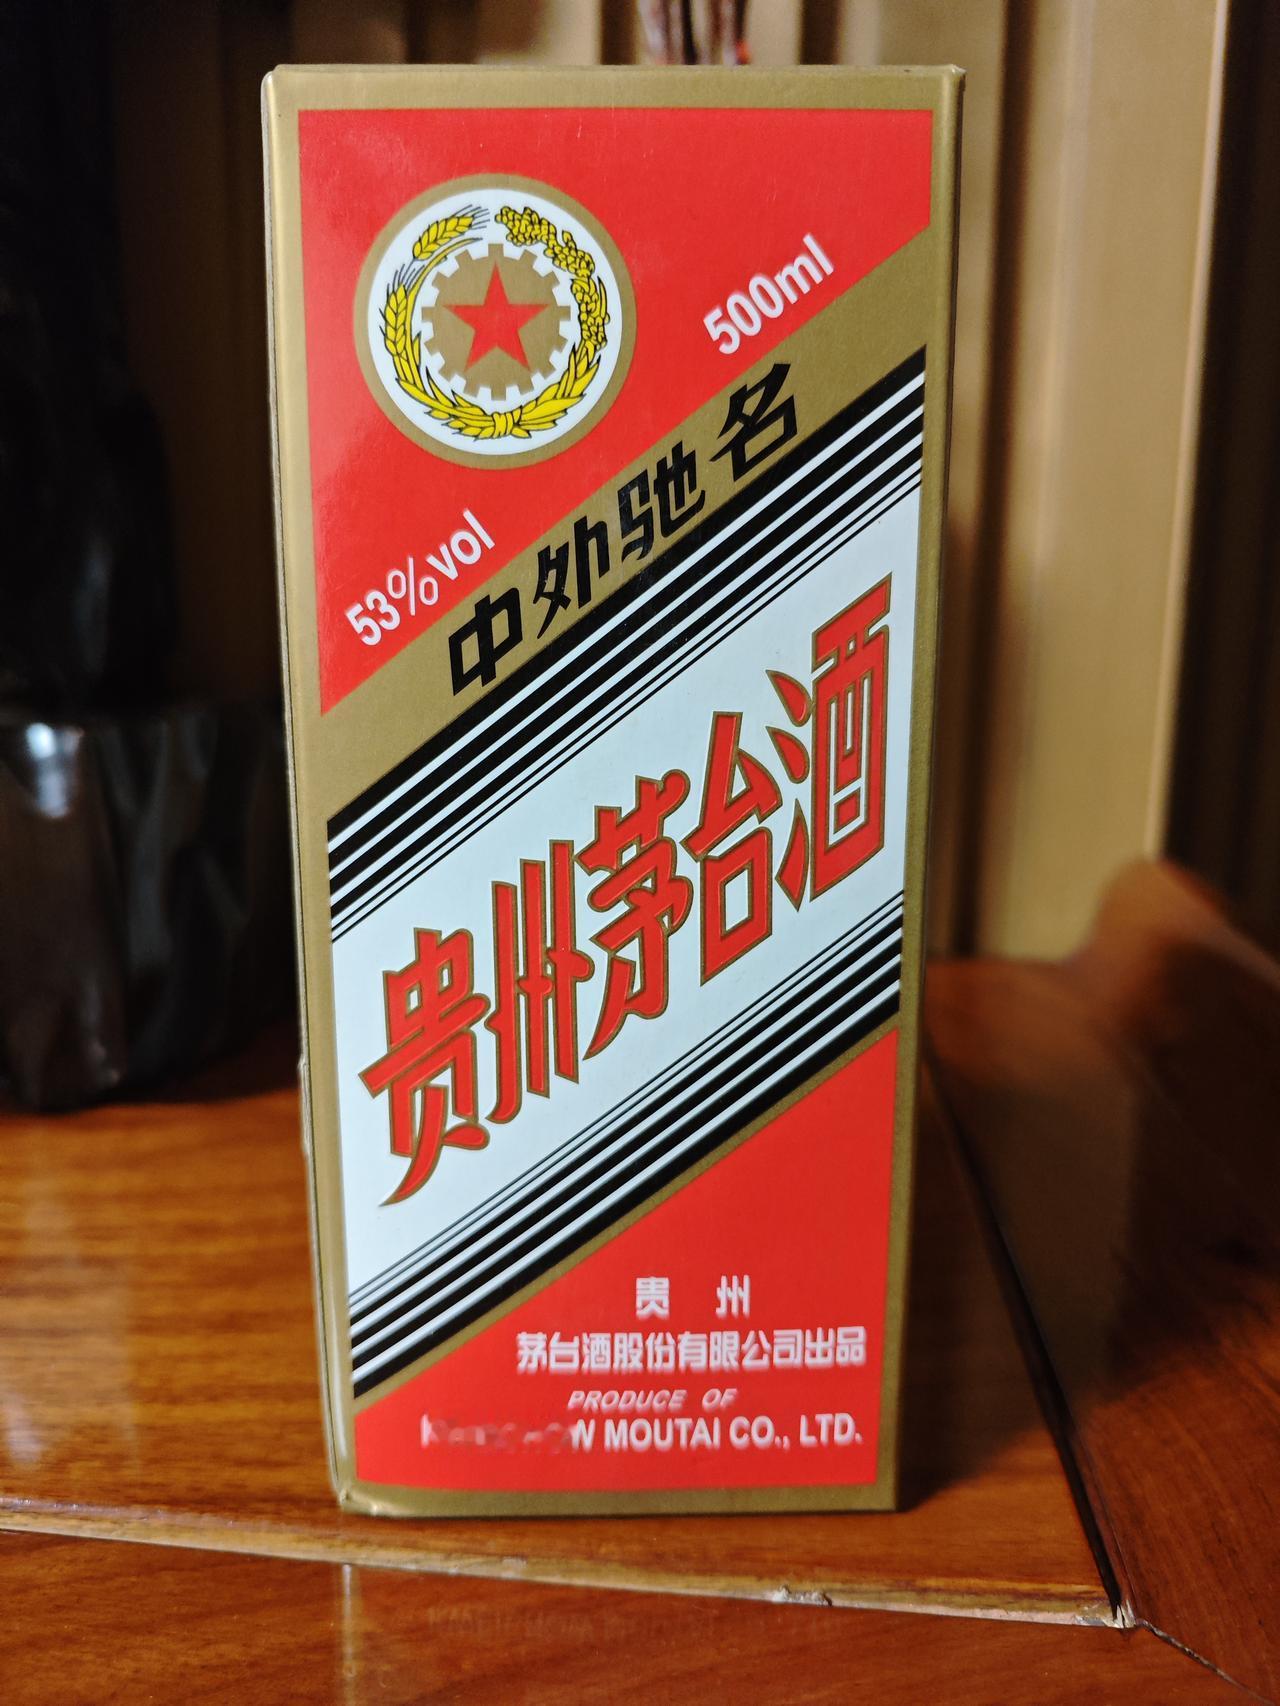 500ml
53%vol
中外驰名
贵州茅台酒
贵 州
茅台酒股份有限公司出品
PRODUCE OF
MOUTAI CO., LTD.